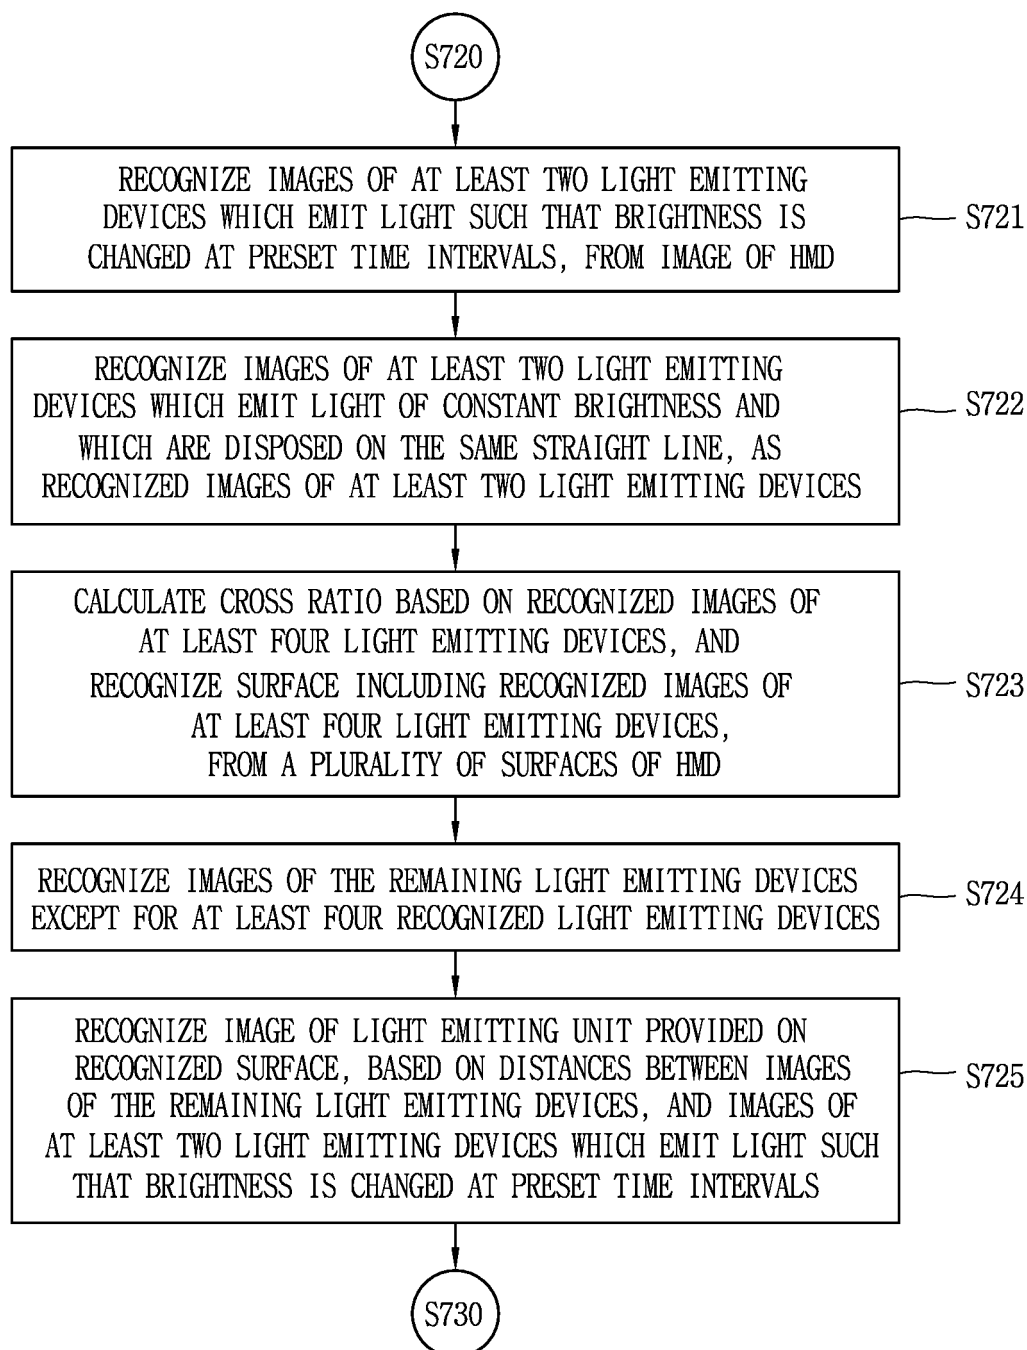 S720
RECOGNIZE IMAGES OF AT LEAST TWO LIGHT EMITTING
DEVICES WHICH EMIT LIGHT SUCH THAT BRIGHTNESS IS
CHANGED AT PRESET TIME INTERVALS, FROM IMAGE OF HMD
S721
RECOGNIZE IMAGES OF AT LEAST TWO LIGHT EMITTING
DEVICES WHICH EMIT LIGHT OF CONSTANT BRIGHTNESS AND
WHICH ARE DISPOSED ON THE SAME STRAIGHT LINE, AS
RECOGNIZED IMAGES OF AT LEAST TWO LIGHT EMITTING DEVICES
S722
CALCULATE CROSS RATIO BASED ON RECOGNIZED IMAGES OF
AT LEAST FOUR LIGHT EMITTING DEVICES, AND
RECOGNIZE SURFACE INCLUDING RECOGNIZED IMAGES OF
AT LEAST FOUR LIGHT EMITTING DEVICES,
FROM A PLURALITY OF SURFACES OF HMD
S723
RECOGNIZE IMAGES OF THE REMAINING LIGHT EMITTING DEVICES
EXCEPT FOR AT LEAST FOUR RECOGNIZED LIGHT EMITTING DEVICES
S724
RECOGNIZE IMAGE OF LIGHT EMITTING UNIT PROVIDED ON
RECOGNIZED SURFACE, BASED ON DISTANCES BETWEEN IMAGES
OF THE REMAINING LIGHT EMITTING DEVICES, AND IMAGES OF
AT LEAST TWO LIGHT EMITTING DEVICES WHICH EMIT LIGHT SUCH
THAT BRIGHTNESS IS CHANGED AT PRESET TIME INTERVALS
S725
S730